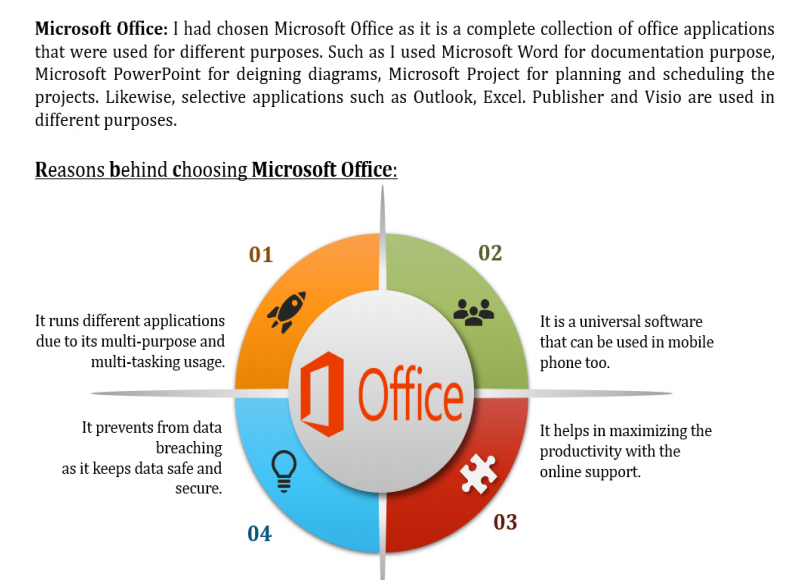 Microsoft Office: I had chosen Microsoft Office as it is a complete collection of office applications
that were used for different purposes. Such as I used Microsoft Word for documentation purpose,
Microsoft PowerPoint for deigning diagrams, Microsoft Project for planning and scheduling the
projects. Likewise, selective applications such as Outlook, Excel. Publisher and Visio are used in
different purposes.
Reasons behind choosing Microsoft Office:
01
It runs different applications
due to its multi-purpose and
multi-tasking usage.
02
It is a universal software
that can be used in mobile
phone too.
Office
It prevents from data
breaching
as it keeps data safe and
secure.
04
It helps in maximizing the
productivity with the
online support.
03